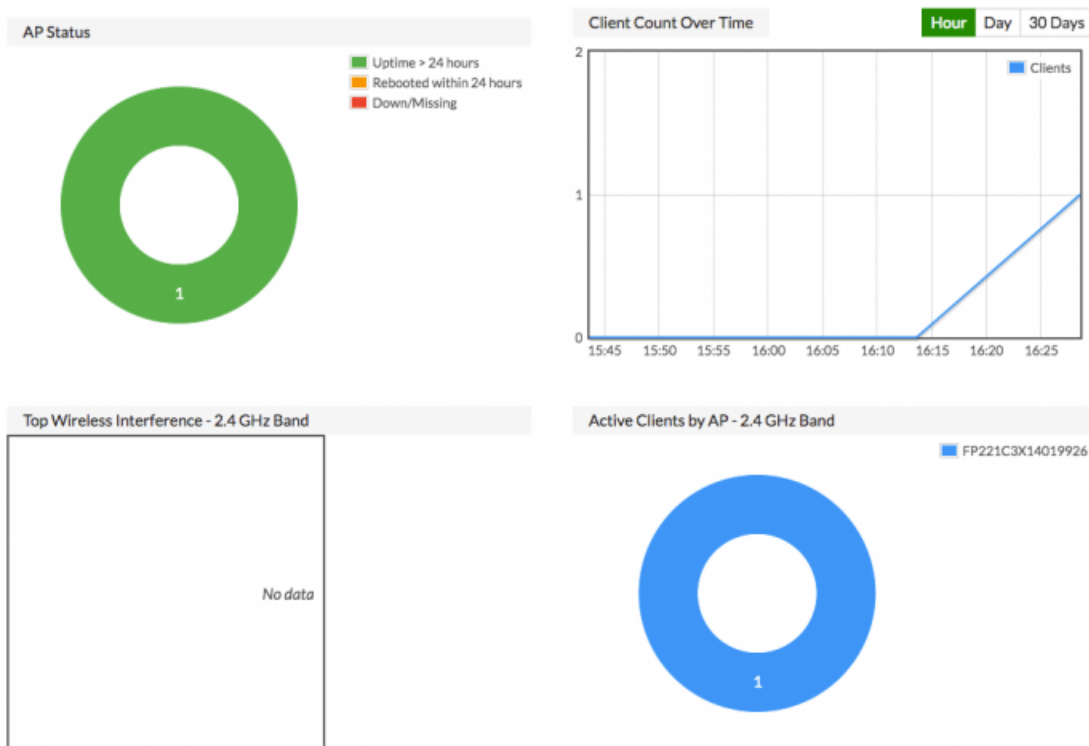 AP Status
Uptime > 24 hours
Rebooted within 24 hours
Down/Missing
1
Client Count Over Time
Hour Day 30 Days
2
Clients
1
0
15:45 15:50 15:55 16:00 16:05 16:10 16:15 16:20 16:25
Top Wireless Interference - 2.4 GHz Band
No data
Active Clients by AP - 2.4 GHz Band
FP221C3X14019926
1